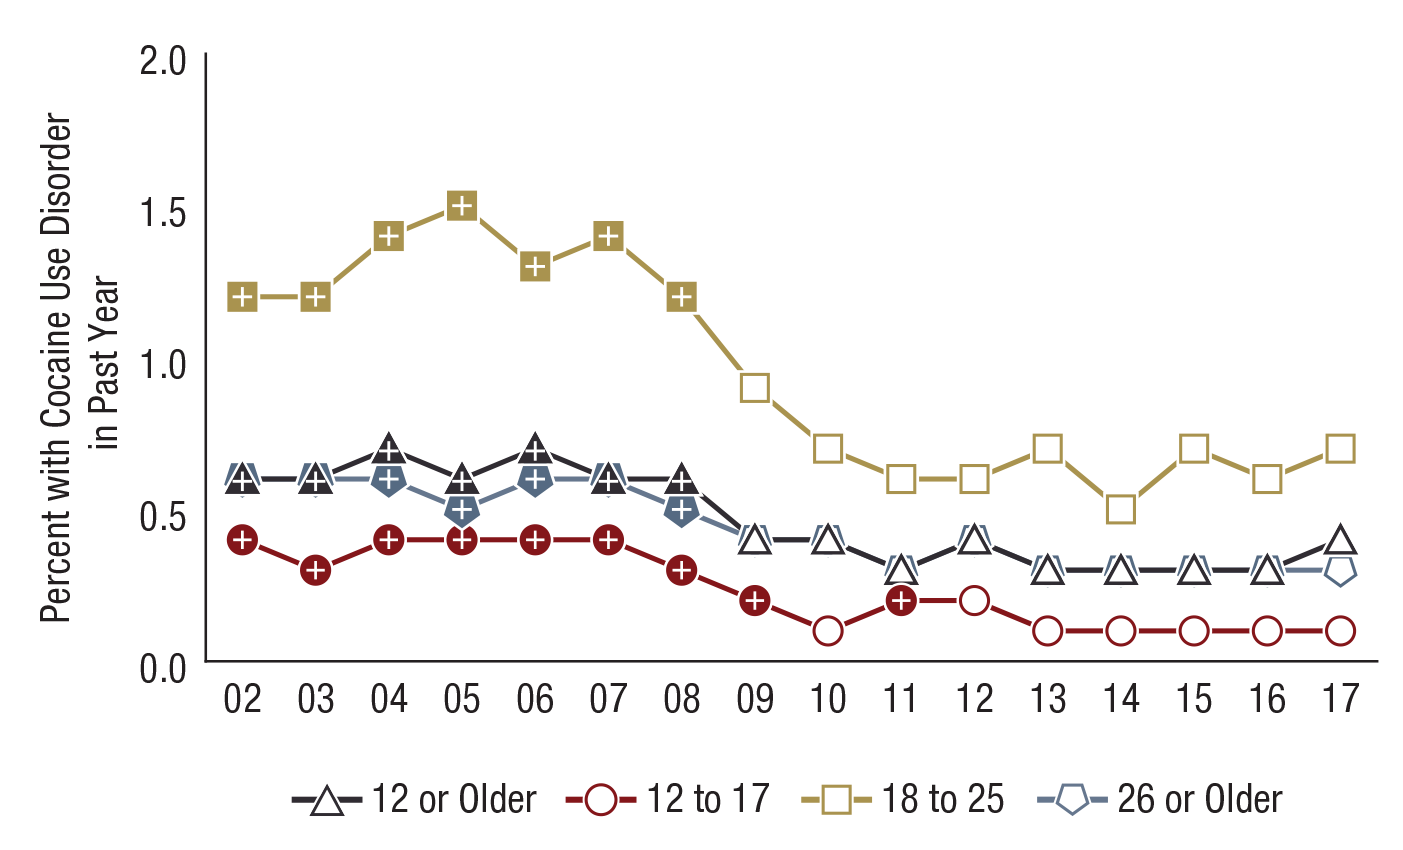 Percent with Cocaine Use Disorder
in Past Year
2.0
1.5
1.0
0.5
0.0
02 03 04 05 06 07 08 09 10 11 12 13 14 15 16 17
12 or Older 12 to 17 18 to 25 26 or Older